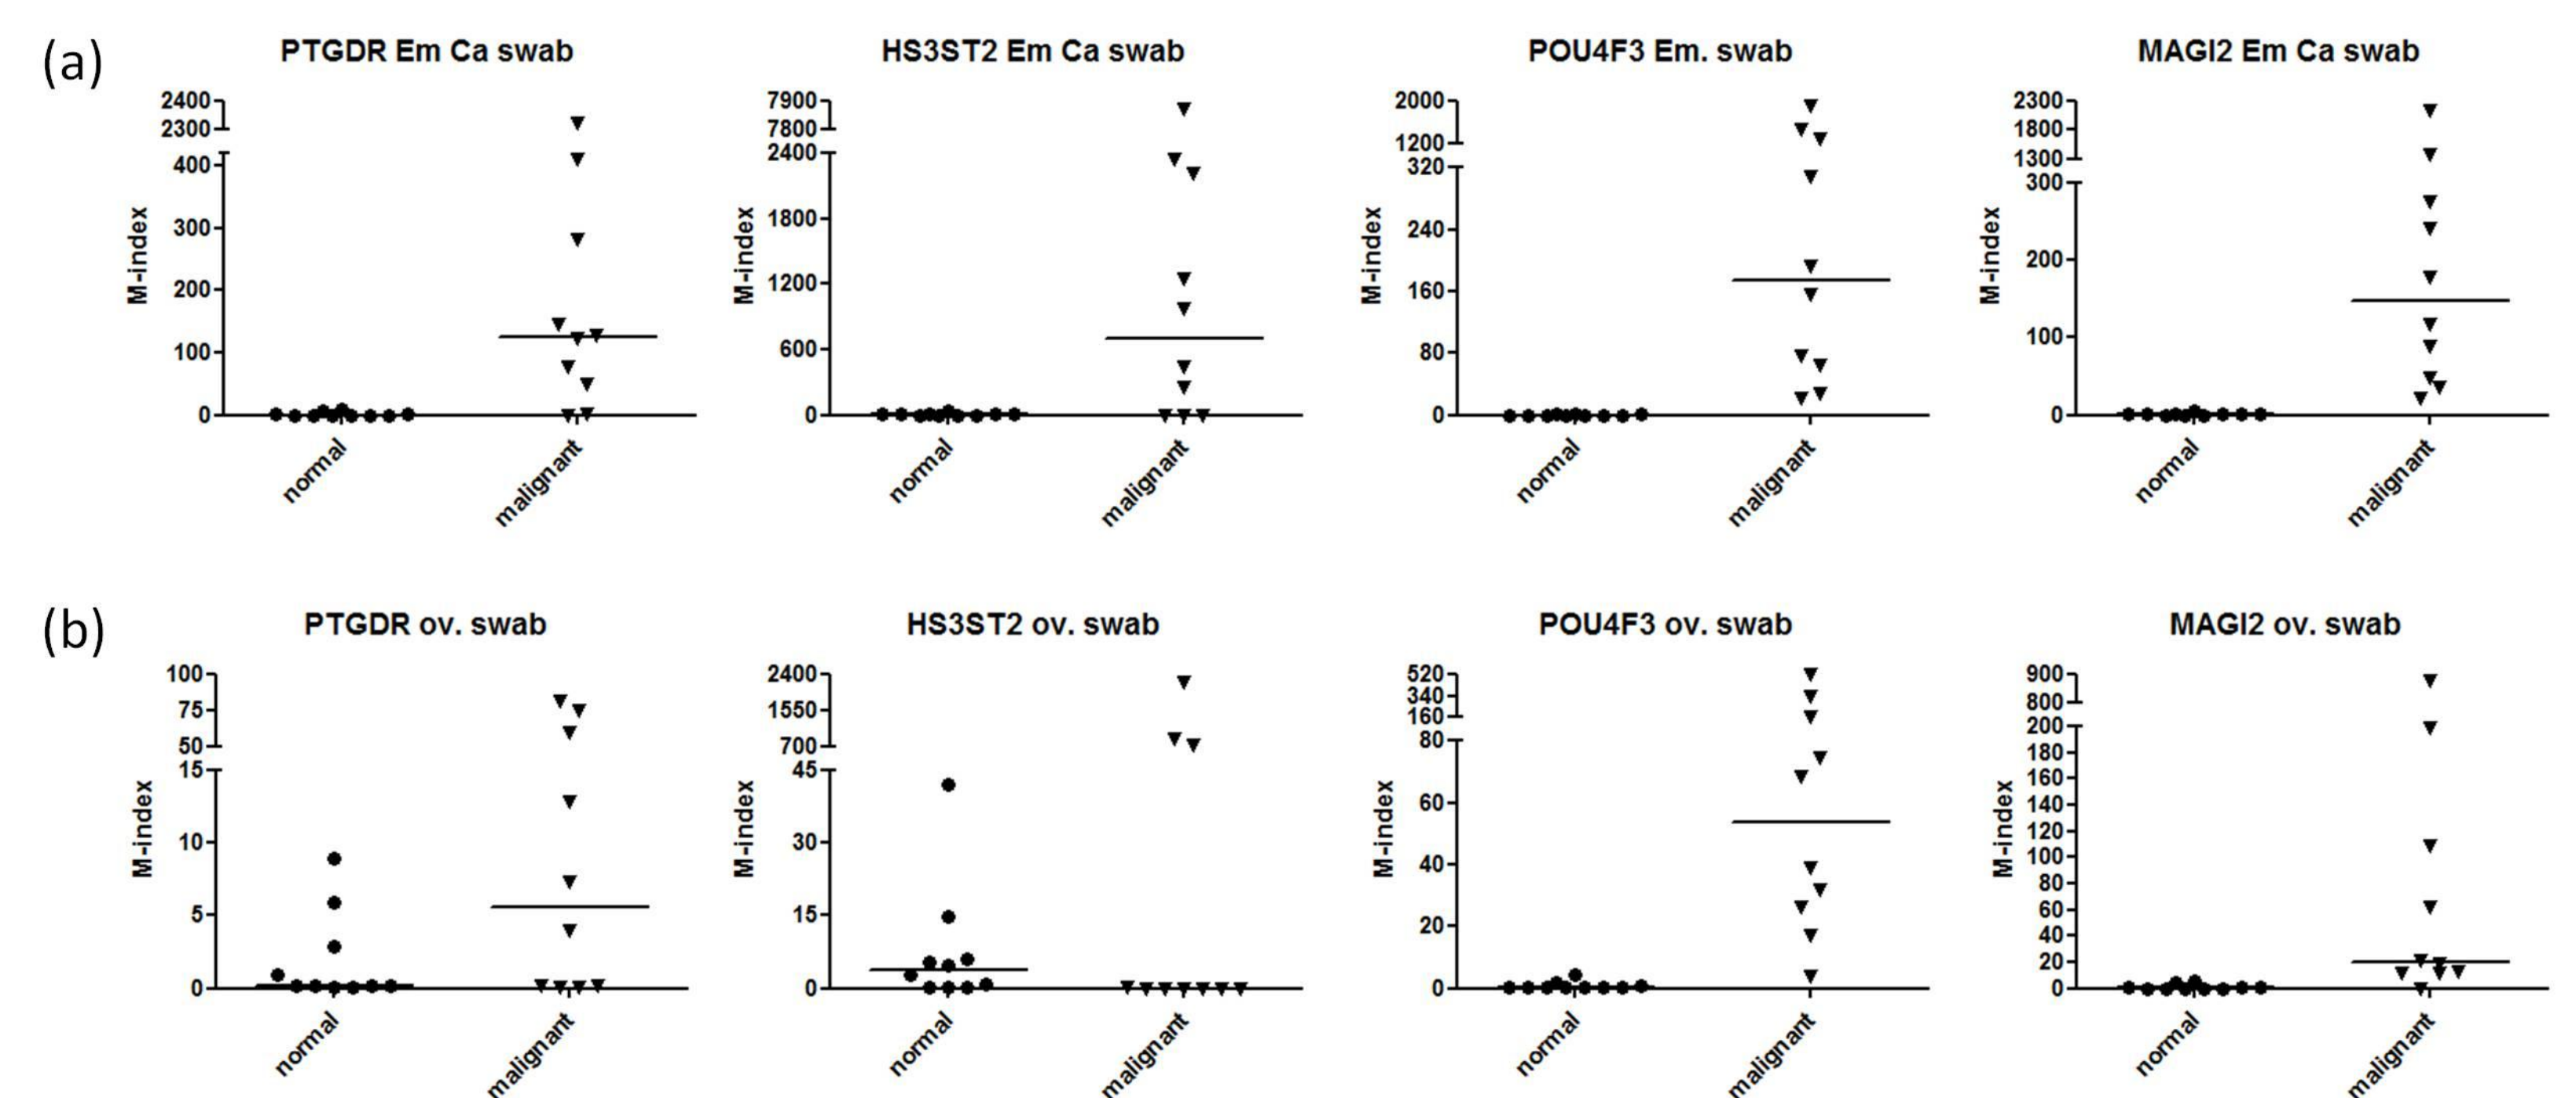 (a)
PTGDR Em Ca swab
M-index
2400
2300
400
300
200
100
0
normal
malignant
HS3ST2 Em Ca swab
M-index
7900
7800
2400
1800
1200
600
0
normal
malignant
POU4F3 Em. swab
M-index
2000
1200
320
240
160
80
0
normal
malignant
MAGI2 Em Ca swab
M-index
2300
1800
1300
300
200
100
0
normal
malignant
(b)
PTGDR ov. swab
M-index
100
75
50
15
10
5
0
normal
malignant
HS3ST2 ov. swab
M-index
2400
1550
700
45
30
15
0
normal
malignant
POU4F3 ov. swab
M-index
520
340
160
80
60
40
20
0
normal
malignant
MAGI2 ov. swab
M-index
900
800
200
180
160
140
120
100
80
60
40
20
0
normal
malignant